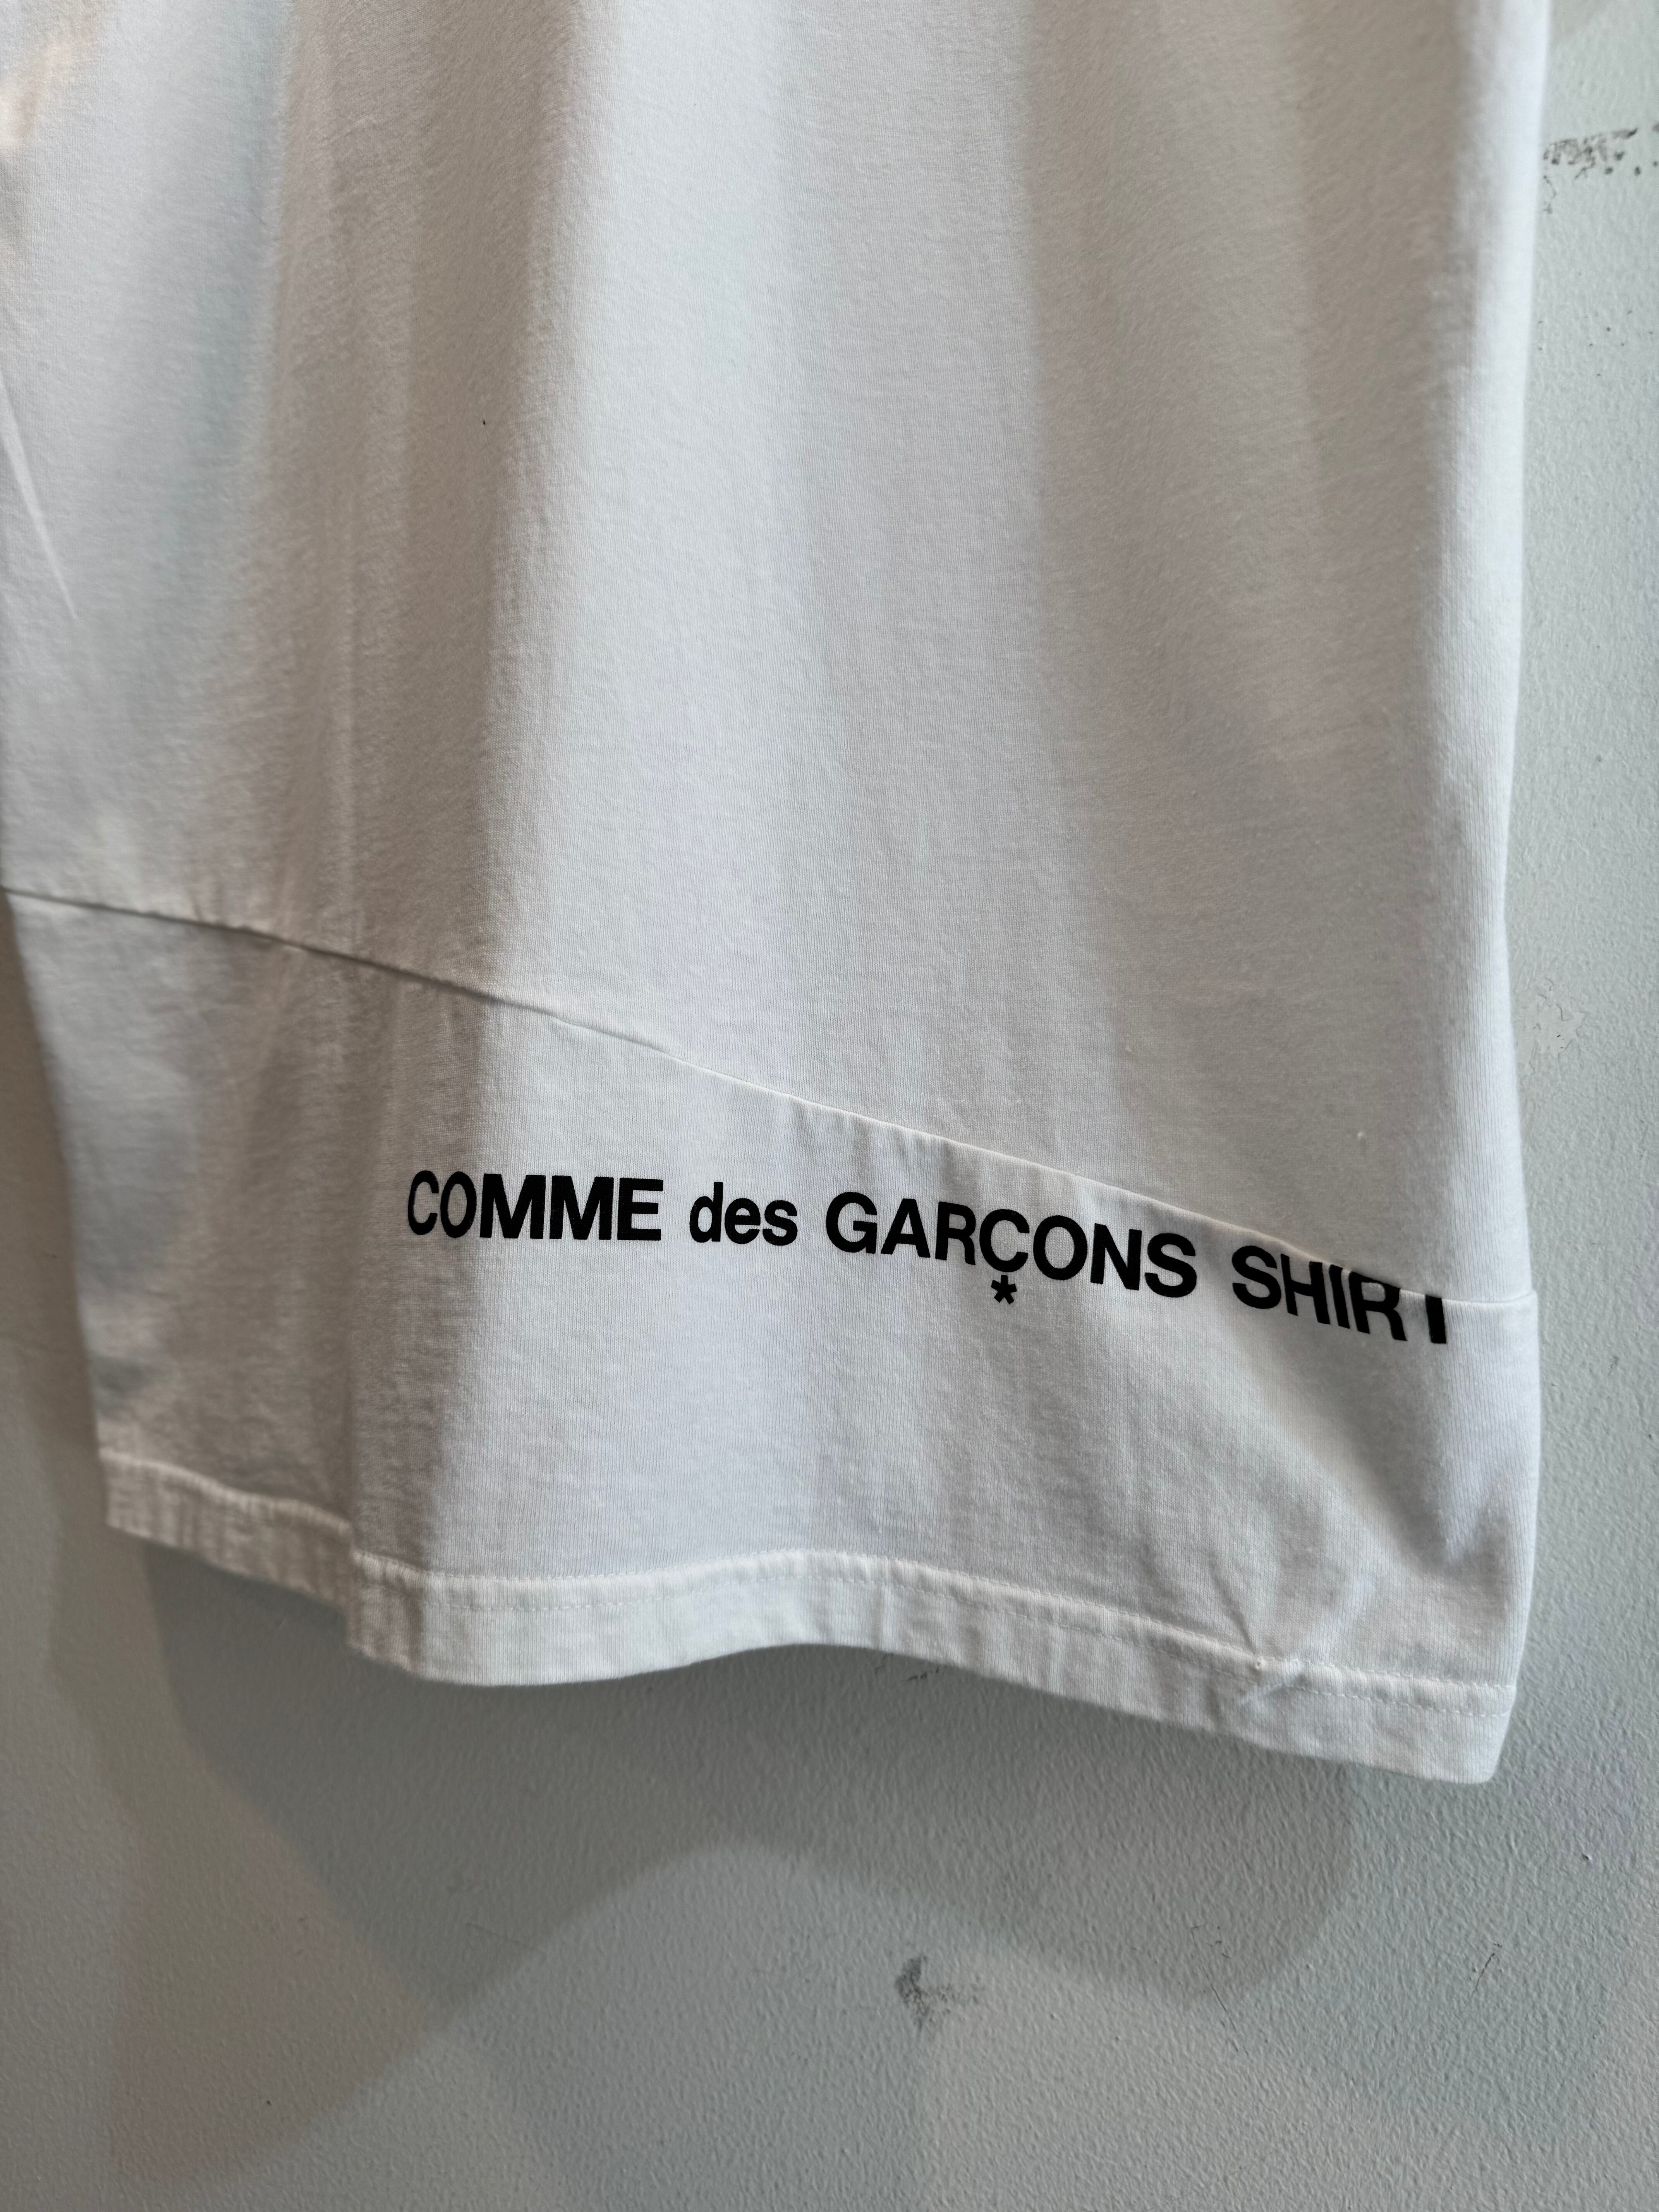 COMME des GARÇONS SHIRT
*